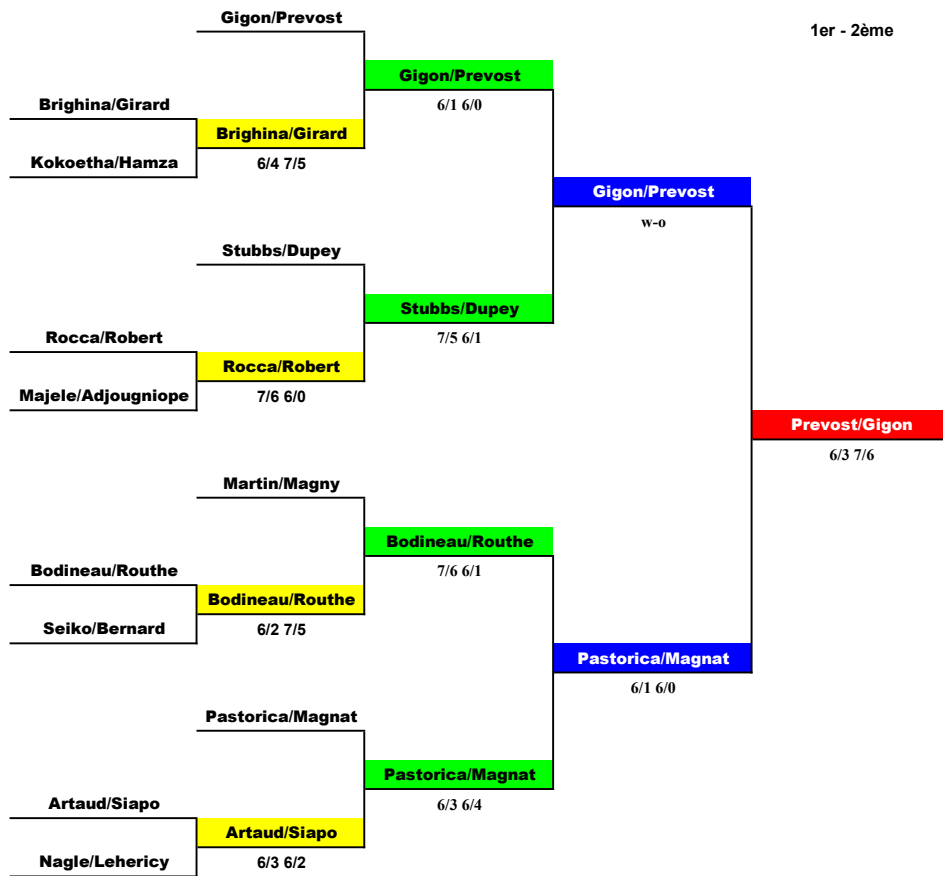 Gigon/Prevost
1er - 2ème
Gigon/Prevost
6/1 6/0
Brighina/Girard
Brighina/Girard
6/4 7/5
Kokoetha/Hamza
Gigon/Prevost
w-o
Stubbs/Dupey
Stubbs/Dupey
7/5 6/1
Rocca/Robert
Rocca/Robert
7/6 6/0
Majele/Adjougniope
Prevost/Gigon
6/3 7/6
Martin/Magny
Bodineau/Routhe
7/6 6/1
Bodineau/Routhe
Bodineau/Routhe
6/2 7/5
Seiko/Bernard
Pastorica/Magnat
6/1 6/0
Pastorica/Magnat
Pastorica/Magnat
6/3 6/4
Artaud/Siapo
Artaud/Siapo
6/3 6/2
Nagle/Lehericy